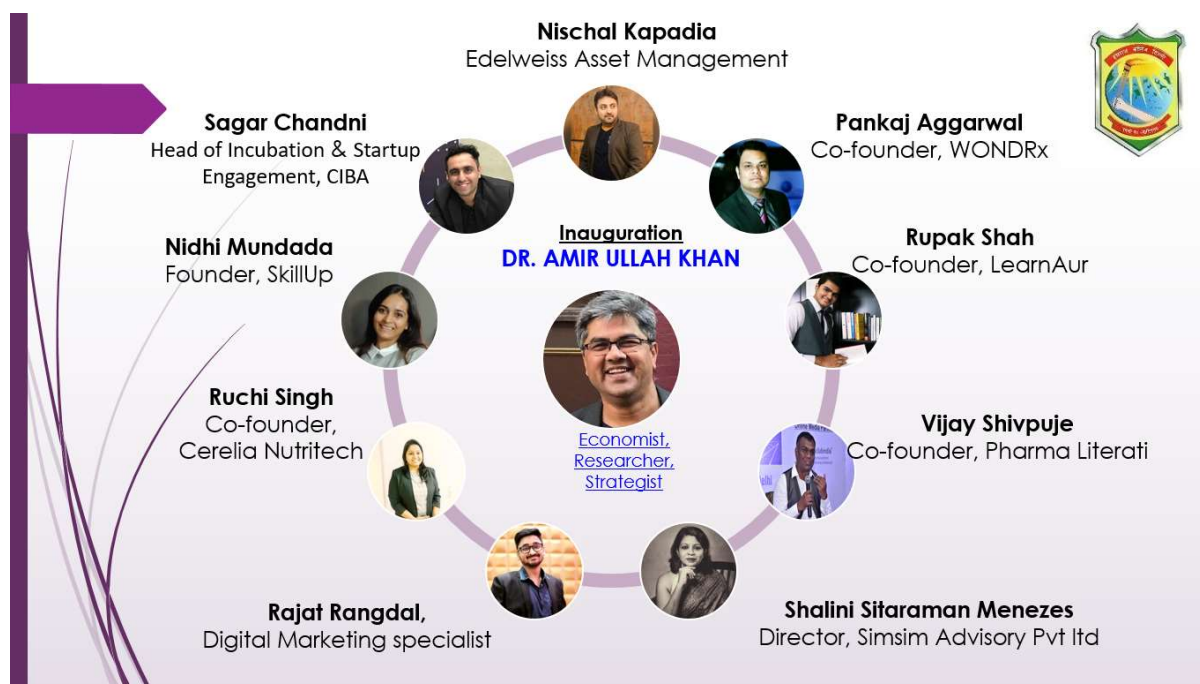 Nischal Kapadia
Edelweiss Asset Management
Sagar Chandni
Head of Incubation & Startup
Engagement, CIBA
Pankaj Aggarwal
Co-founder, WONDRx
Inauguration
DR. AMIR ULLAH KHAN
Nidhi Mundada
Founder, SkillUp
Rupak Shah
Co-founder, LearnAur
Ruchi Singh
Co-founder,
Cerelia Nutritech
Economist,
Researcher,
Strategist
Vijay Shivpuje
Co-founder, Pharma Literati
Rajat Rangdal,
Digital Marketing specialist
Shalini Sitaraman Menezes
Director, Simsim Advisory Pvt ltd